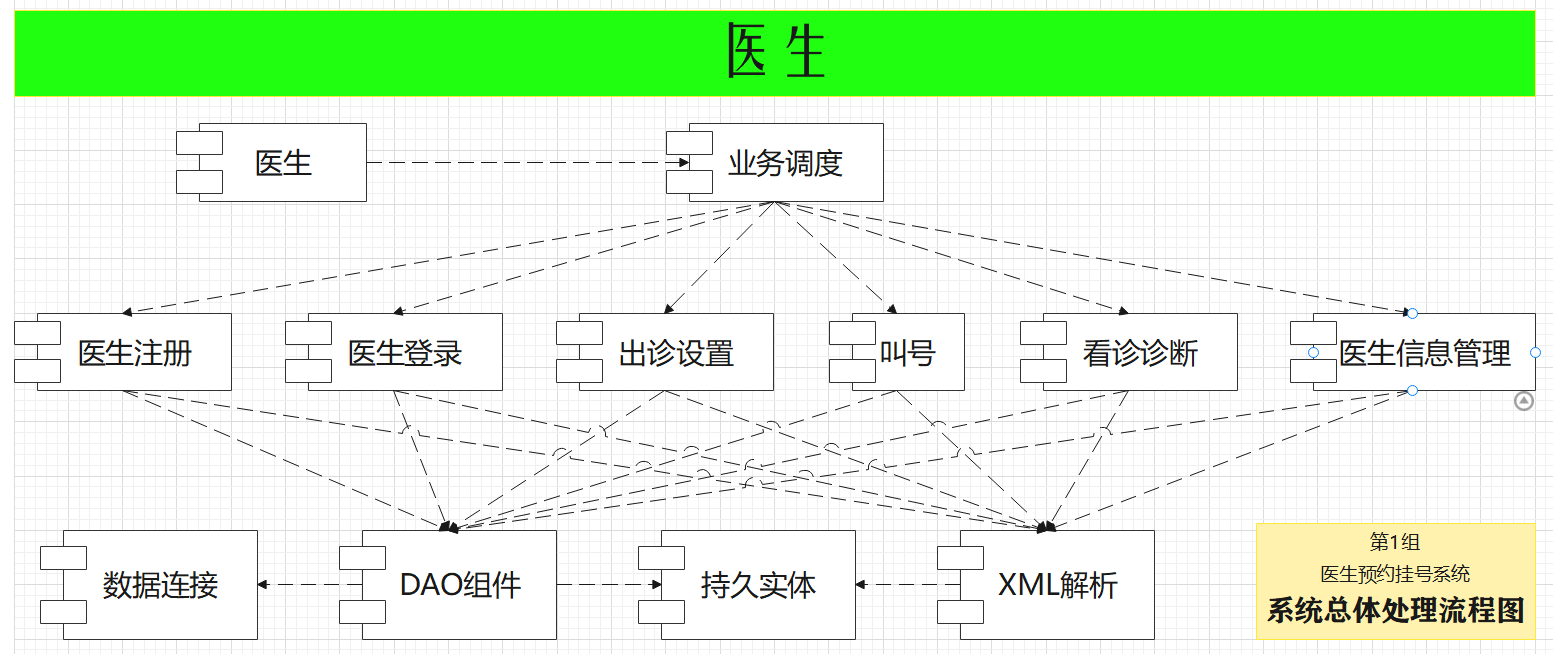 医生
医生
业务调度
医生注册
医生登录
出诊设置
叫号
看诊诊断
医生信息管理
数据连接
DAO组件
持久实体
XML解析
第1组
医生预约挂号系统
系统总体处理流程图